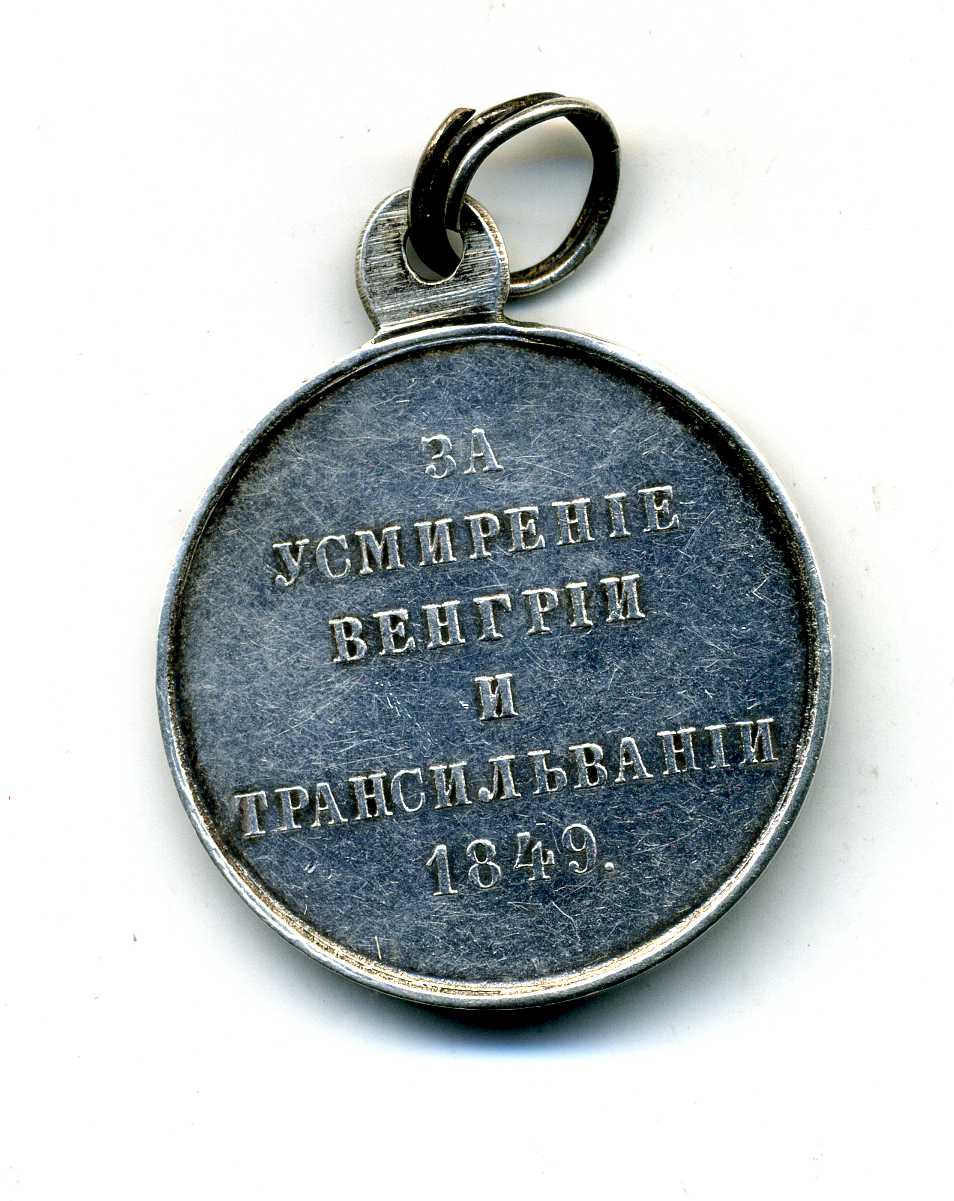 ЗА
УСМИРЕНІЕ
ВЕНГРІИ
И
ТРАНСИЛЬВАНІИ
1849.